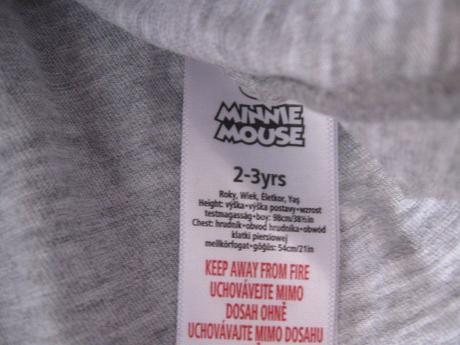 MINNIE
MOUSE
2-3yrs
Roky, Wiek, Életkor, Yaş
Height: výška•výška postavy•wzrost
testmagasság•boy: 98cm/38½in
Chest: hrudník•obvod hrudníka•obwód
klatki piersiowej
mellkörfogat•göğüs: 54cm/21in
KEEP AWAY FROM FIRE
UCHOVÁVEJTE MIMO
DOSAH OHNĚ
UCHOVÁVAJTE MIMO DOSAHU